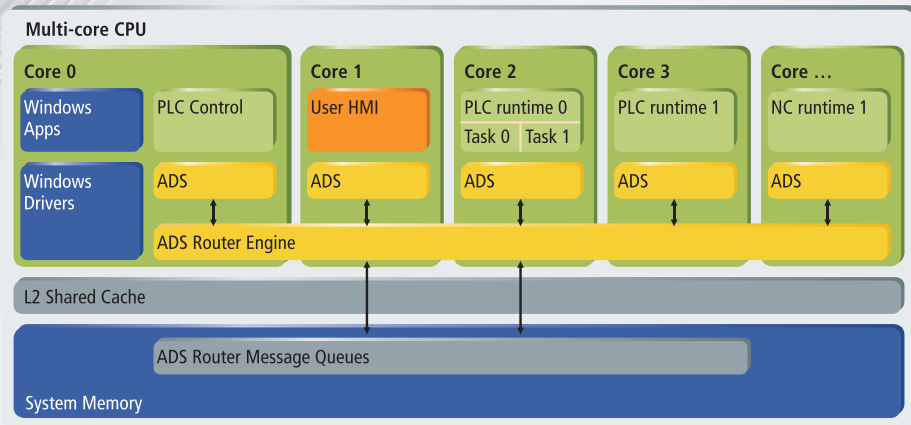 Multi-core CPU
Core 0
Core 1
Core 2
Core 3
Core ...
Windows
Apps
PLC Control
User HMI
PLC runtime 0
Task 0
Task 1
PLC runtime 1
NC runtime 1
Windows
Drivers
ADS
ADS
ADS
ADS
ADS
ADS Router Engine
L2 Shared Cache
ADS Router Message Queues
System Memory